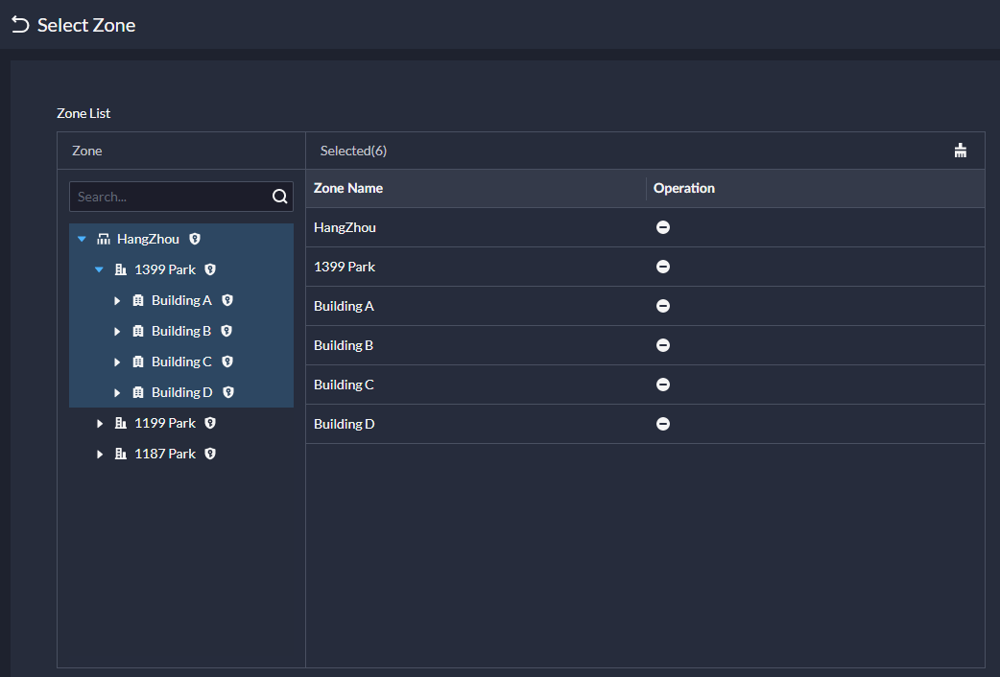 Select Zone
Zone List
Zone
Selected(6)
Search...
Zone Name
Operation
HangZhou
1399 Park
Building A
Building B
Building C
Building D
1199 Park
1187 Park
HangZhou
1399 Park
Building A
Building B
Building C
Building D